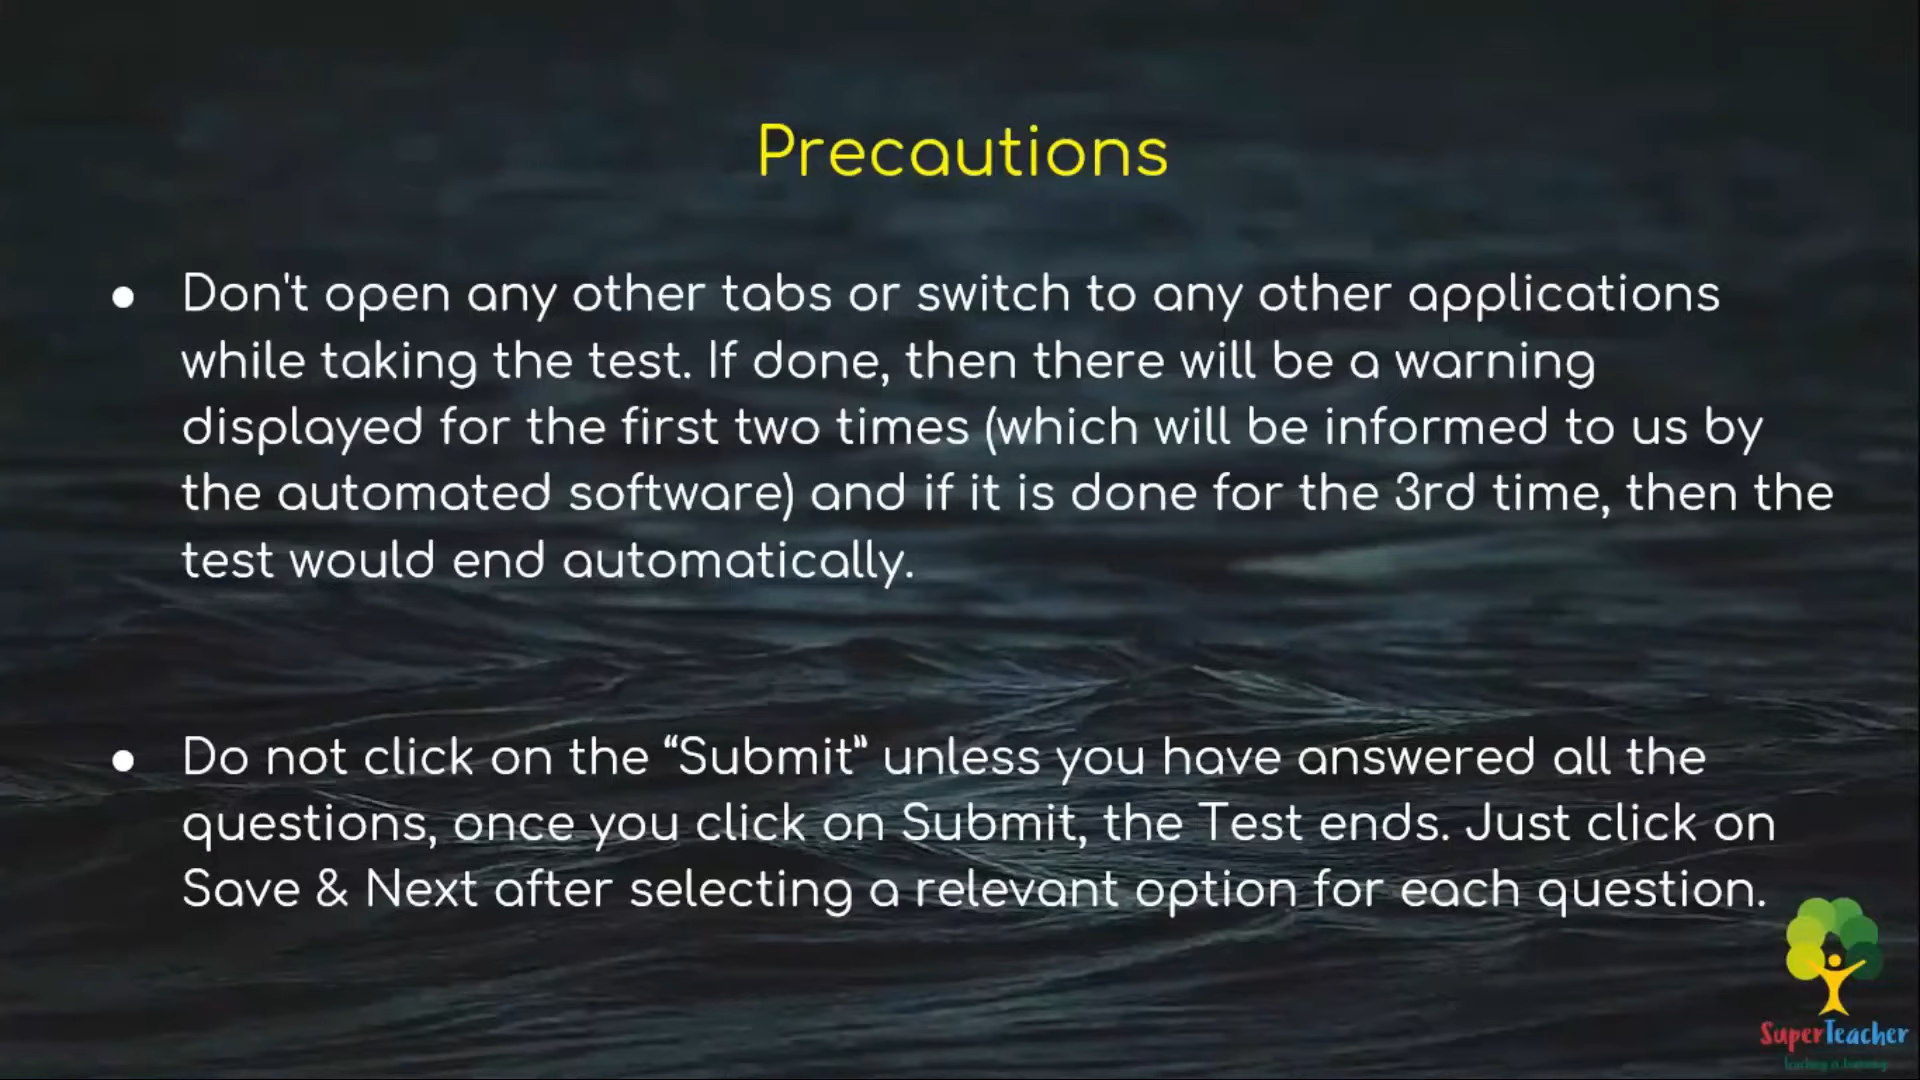 Precautions
● Don't open any other tabs or switch to any other applications
while taking the test. If done, then there will be a warning
displayed for the first two times (which will be informed to us by
the automated software) and if it is done for the 3rd time, then the
test would end automatically.
● Do not click on the “Submit” unless you have answered all the
questions, once you click on Submit, the Test ends. Just click on
Save & Next after selecting a relevant option for each question.
SuperTeacher